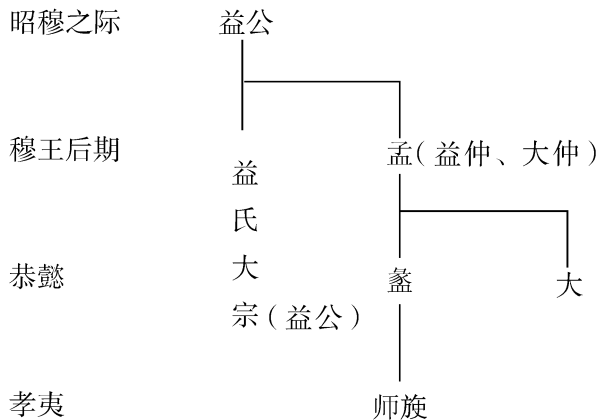 昭穆之际 益公
穆王后期 孟(益仲、大仲)
益氏大宗(益公)
恭懿 盠 大
孝夷 师旋